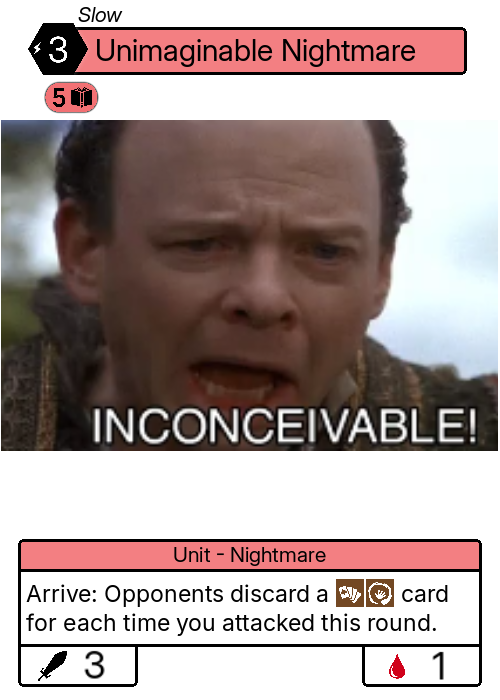 Slow
3 Unimaginable Nightmare
5
INCONCEIVABLE!
Unit - Nightmare
Arrive: Opponents discard a card
for each time you attacked this round.
3 1